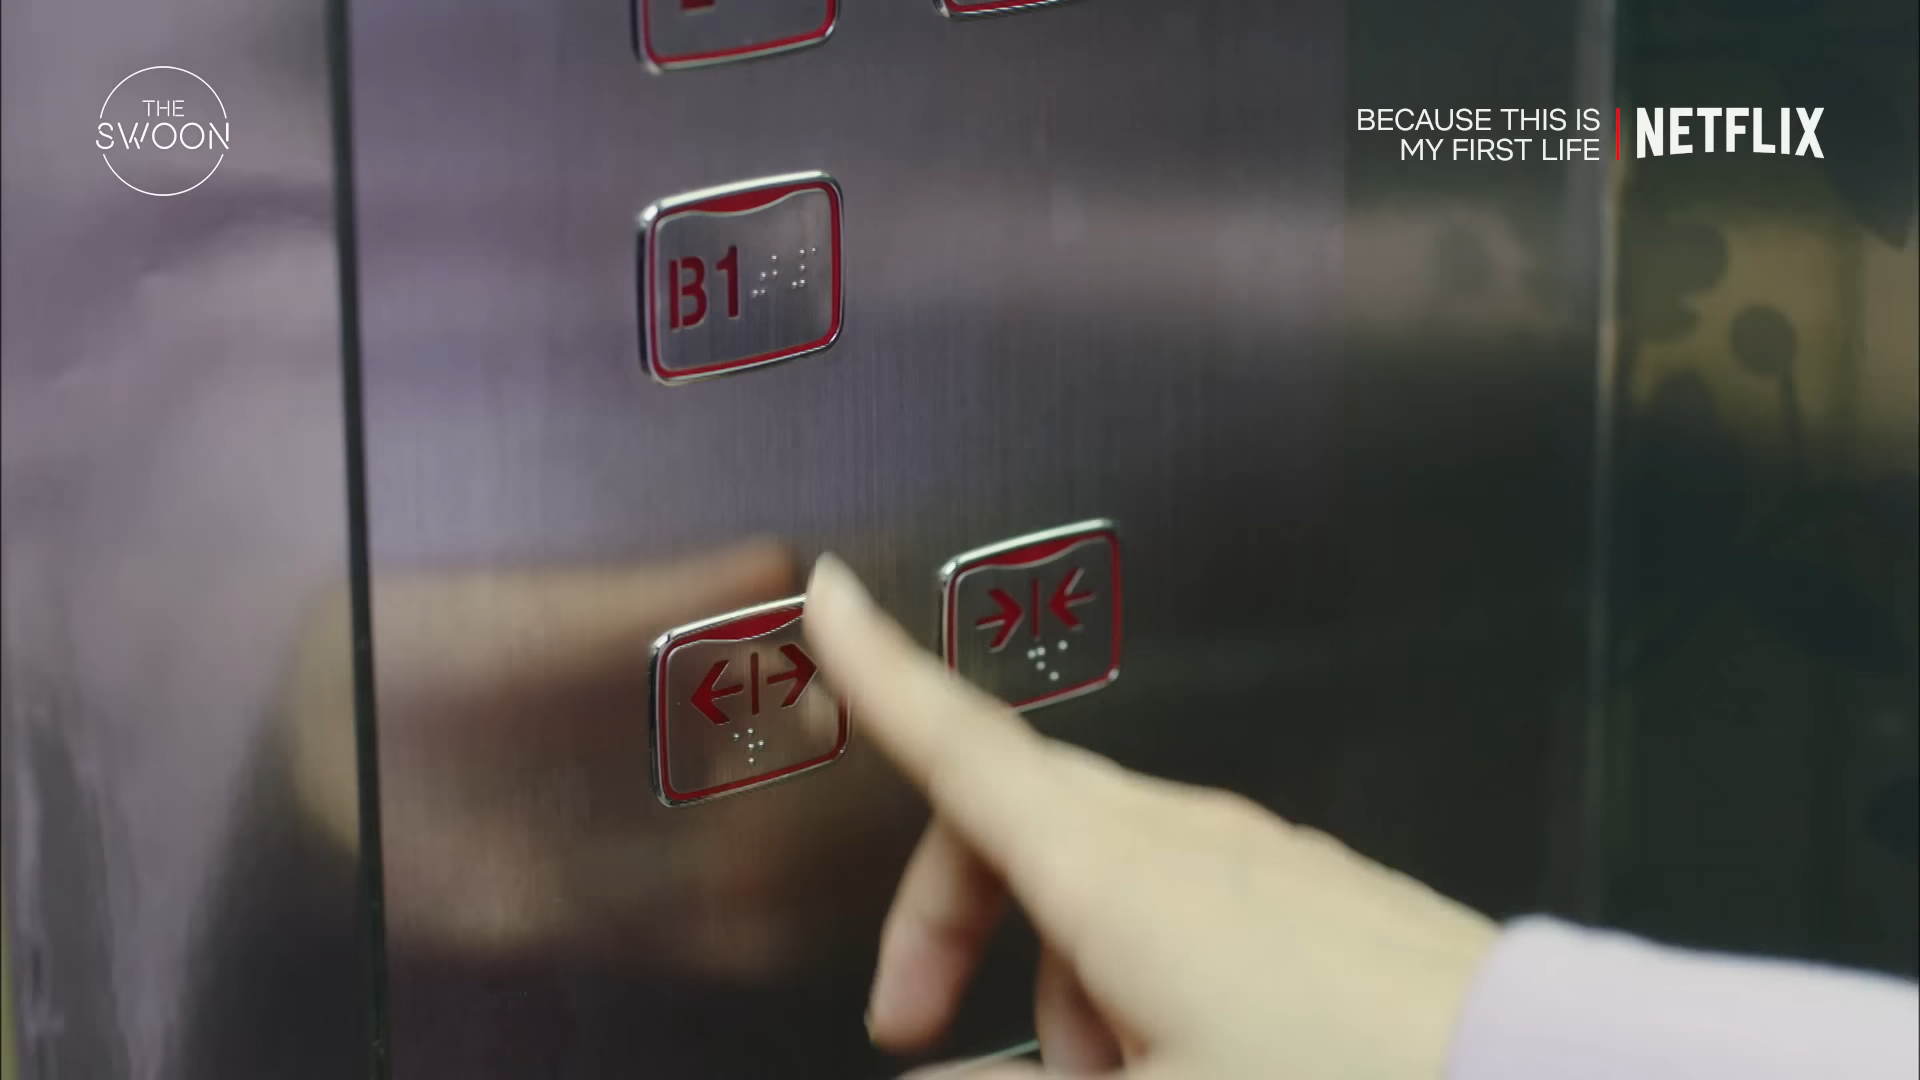 THE
SWOON
BECAUSE THIS IS
MY FIRST LIFE
NETFLIX
B1